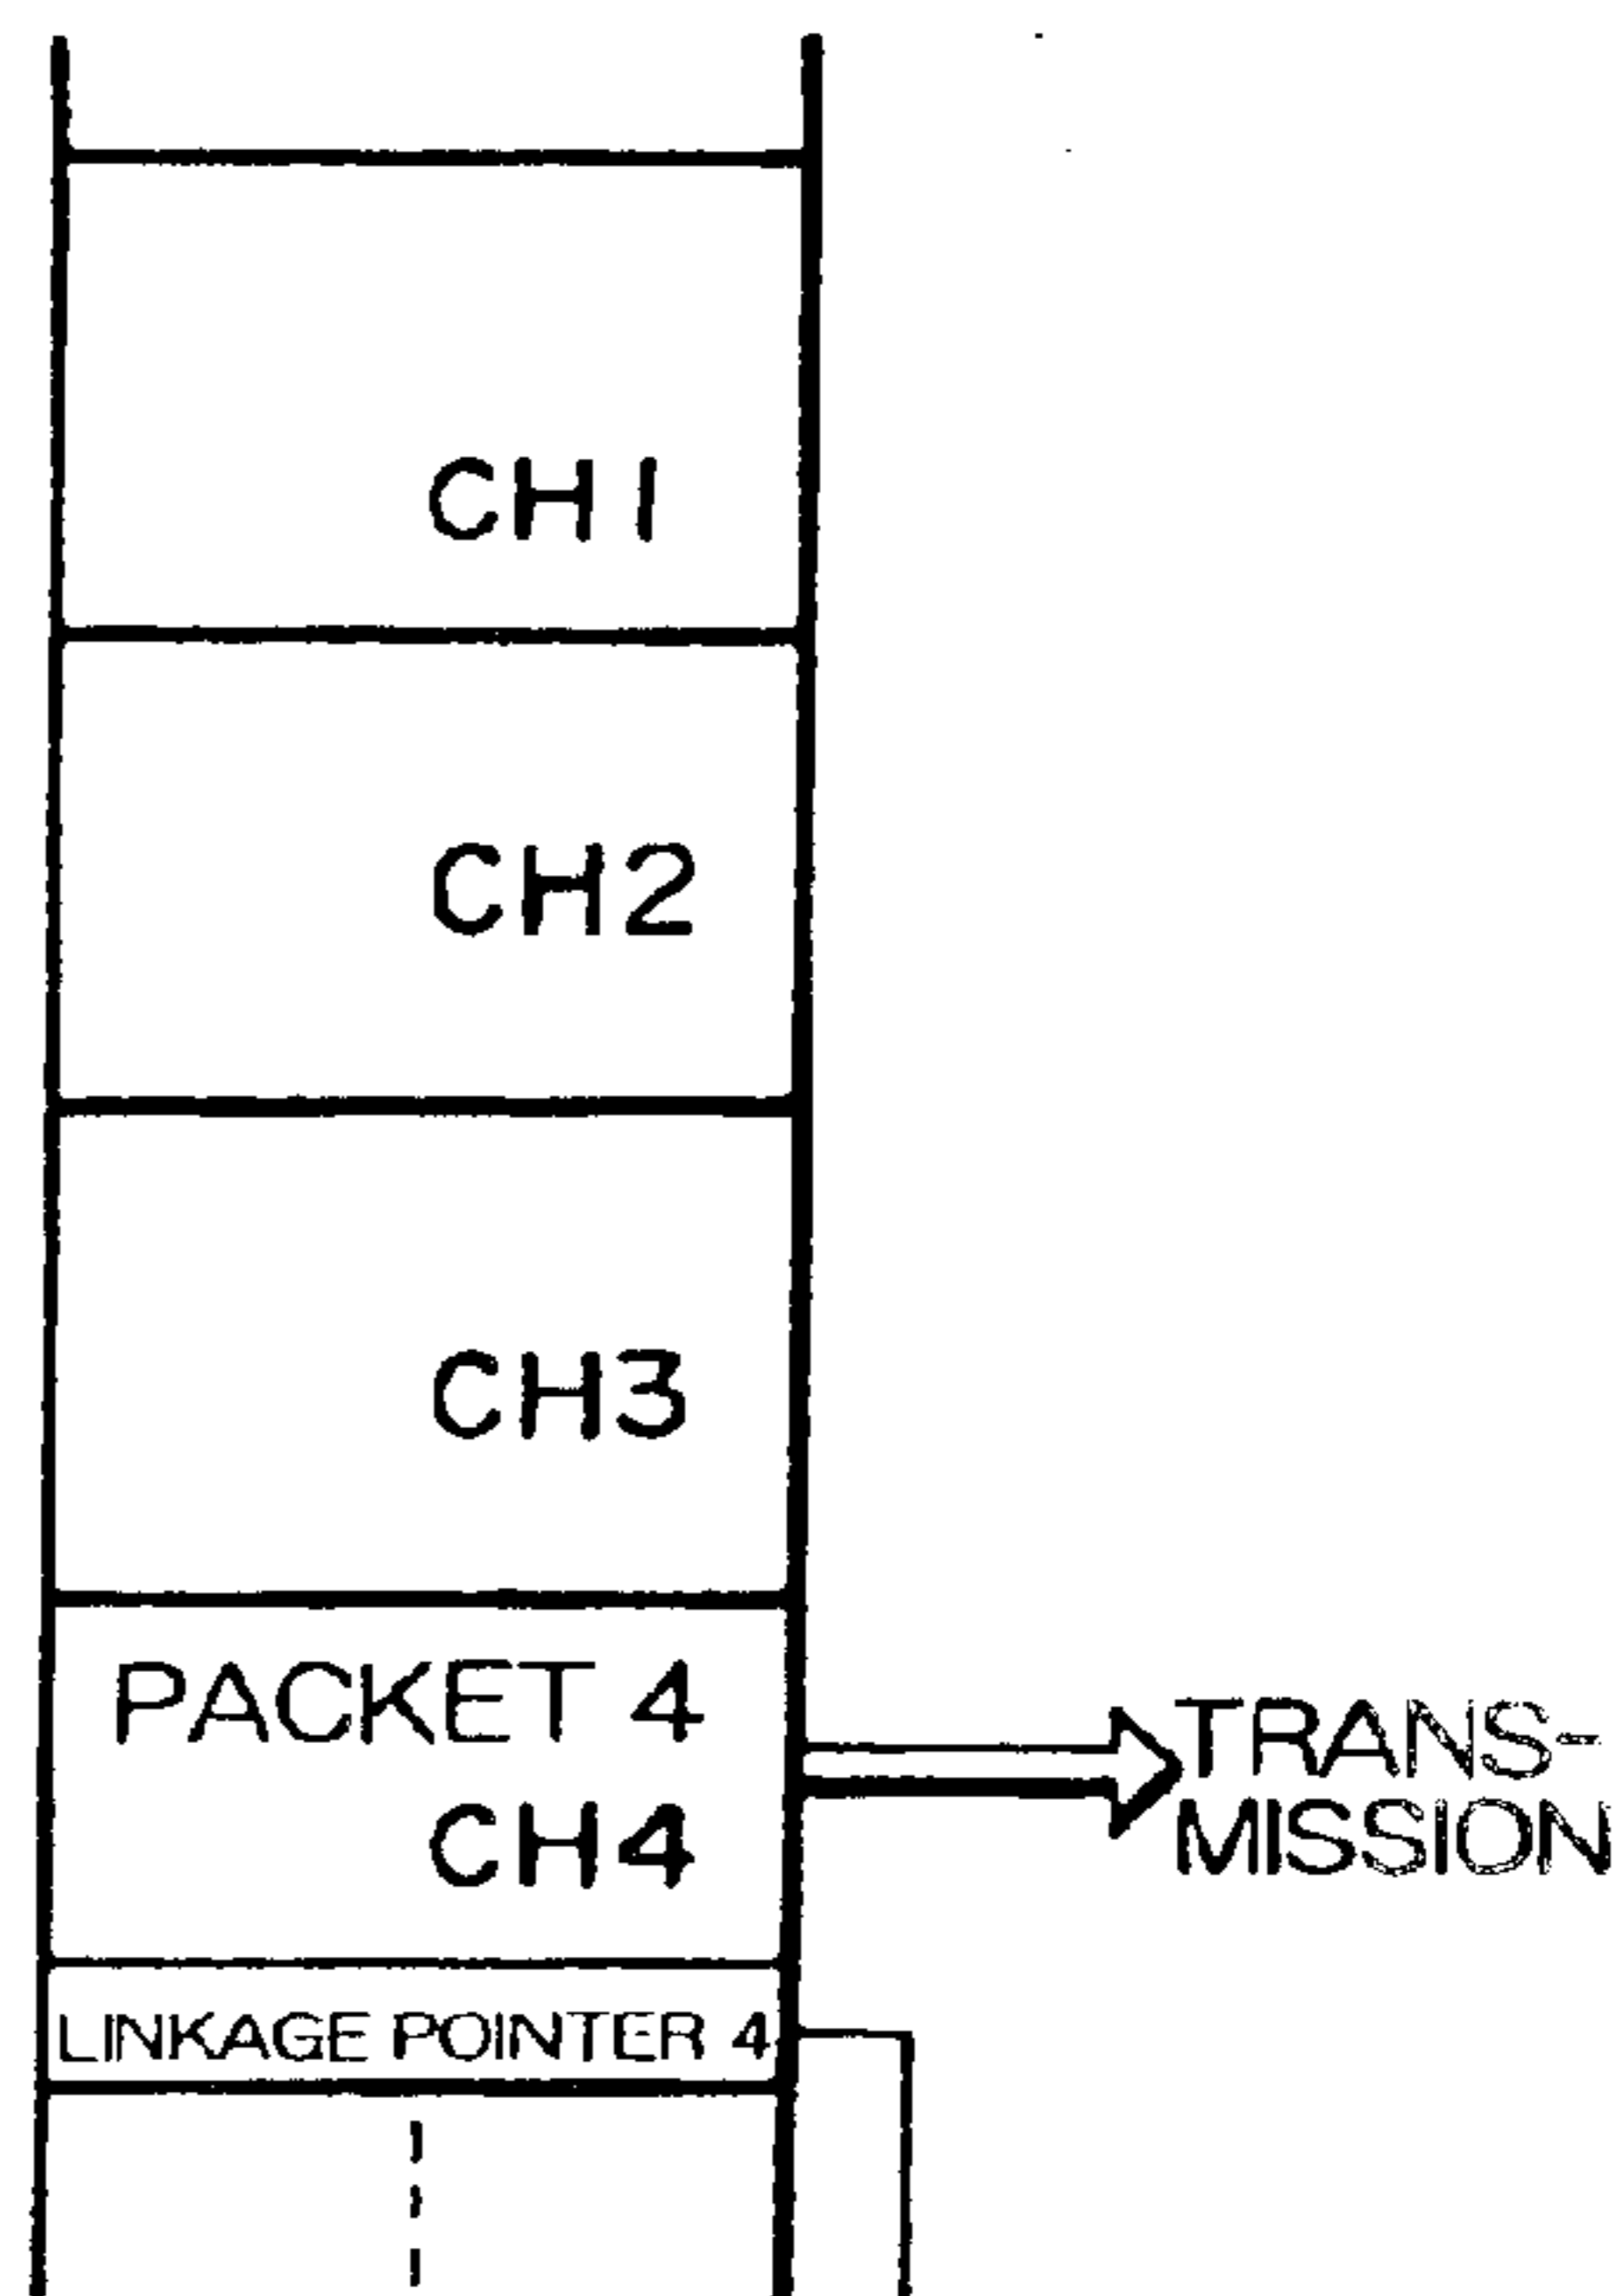 CH1
CH2
CH3
PACKET 4
CH4
TRANS-
MISSION
LINKAGE POINTER 4